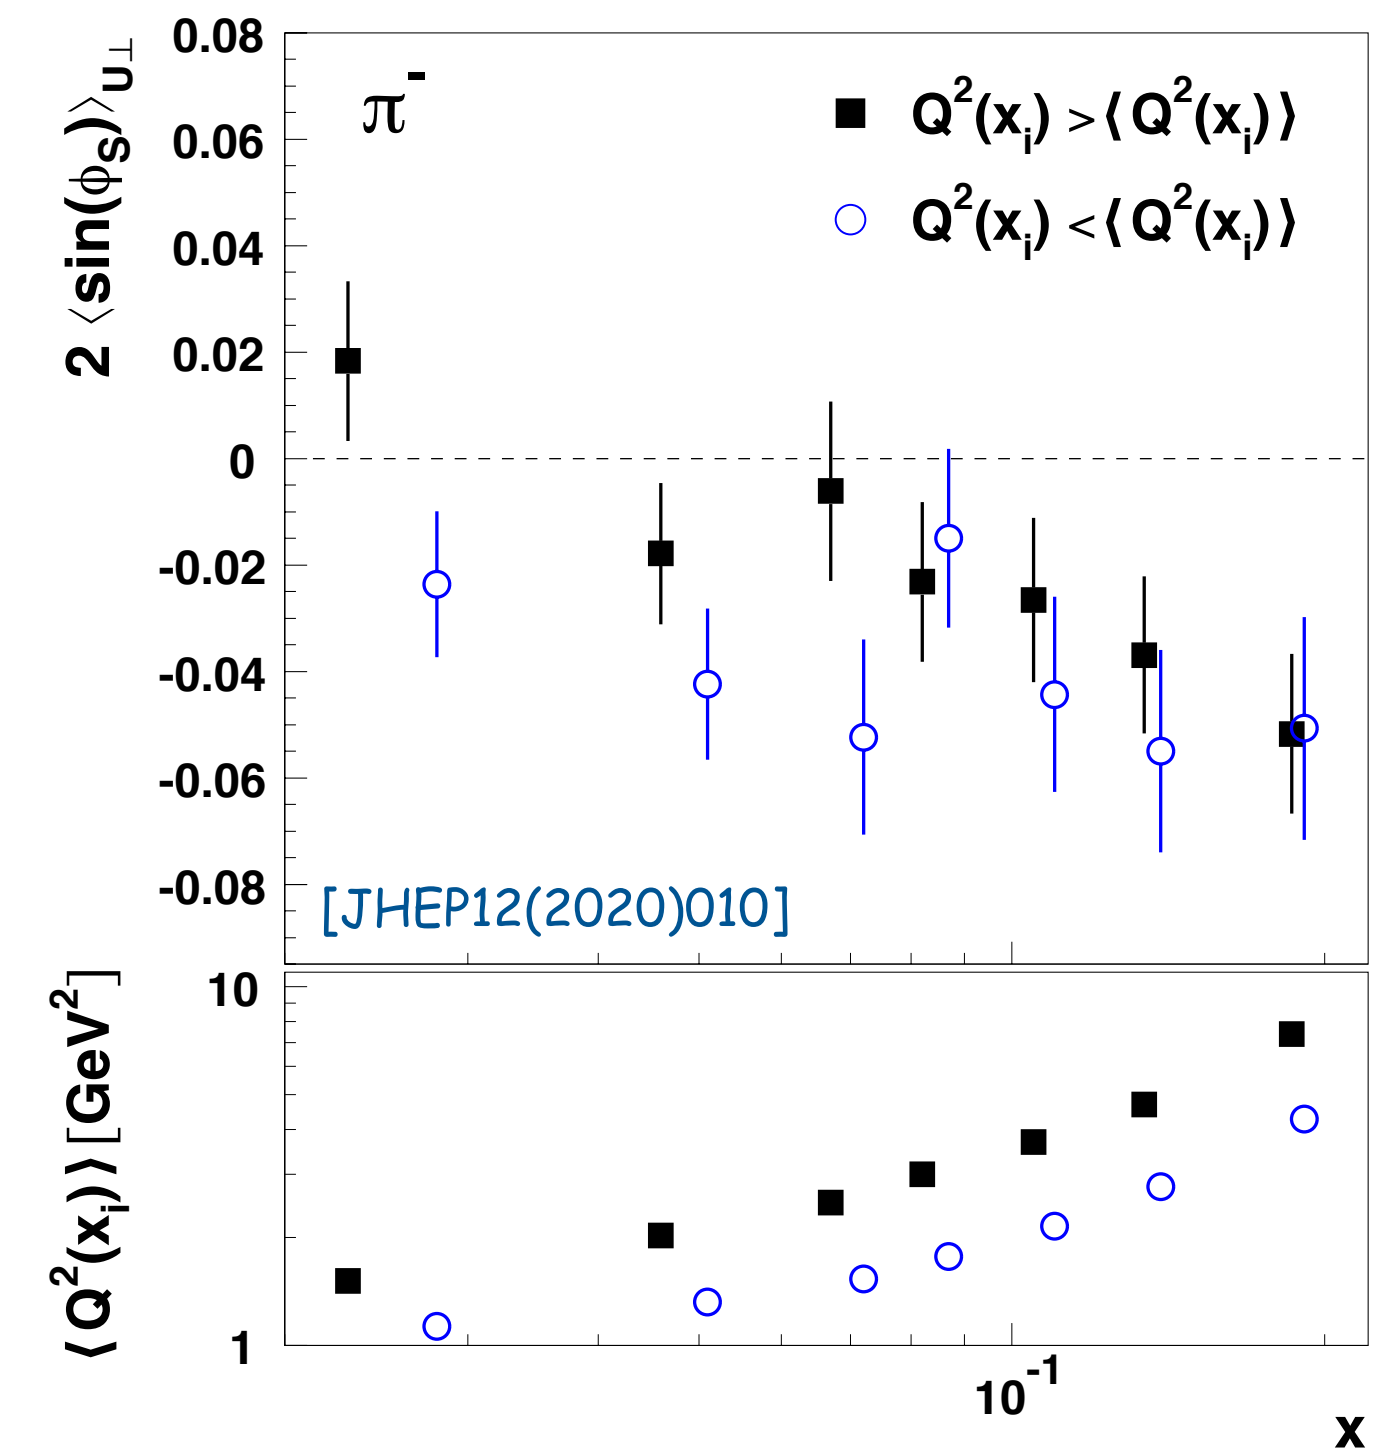 2 ⟨sin(ϕS)⟩U⊥
0.08
0.06
0.04
0.02
0
-0.02
-0.04
-0.06
-0.08
π-
Q2(xi) > ⟨Q2(xi)⟩
Q2(xi) < ⟨Q2(xi)⟩
[JHEP12(2020)010]
⟨Q2(xi)⟩ [GeV2]
10
1
10-1
x